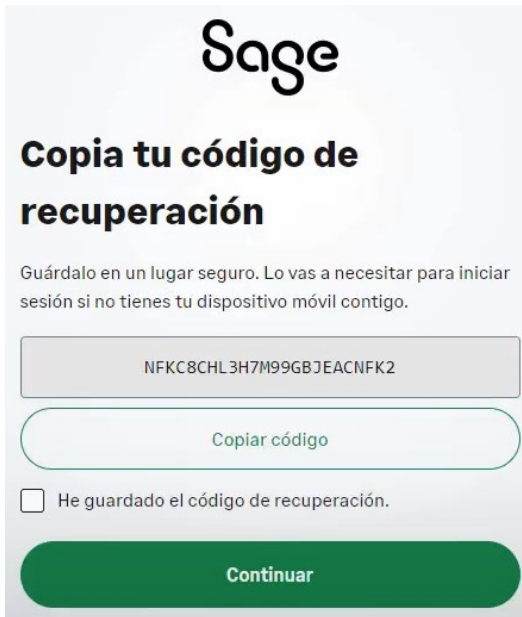 Sage
Copia tu código de
recuperación
Guárdalo en un lugar seguro. Lo vas a necesitar para iniciar
sesión si no tienes tu dispositivo móvil contigo.
NFKC8CHL3H7M99GBJEACNFK2
Copiar código
He guardado el código de recuperación.
Continuar